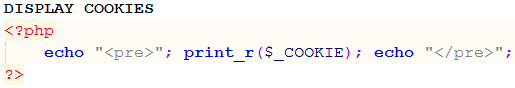 DISPLAY COOKIES
<?php
    echo "<pre>"; print_r($_COOKIE); echo "</pre>";
?>